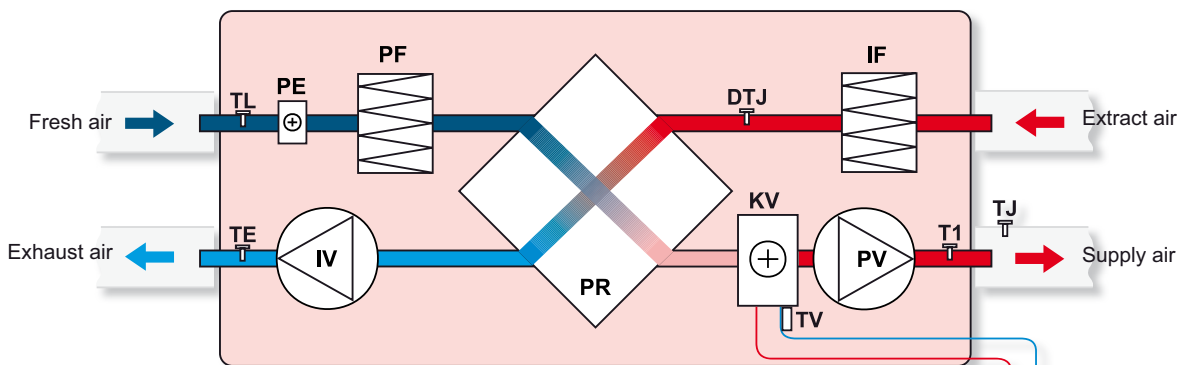 PF
IF
PE
TL
DTJ
Fresh air
Extract air
KV
TJ
TE
T1
Exhaust air
IV
PV
Supply air
PR
TV